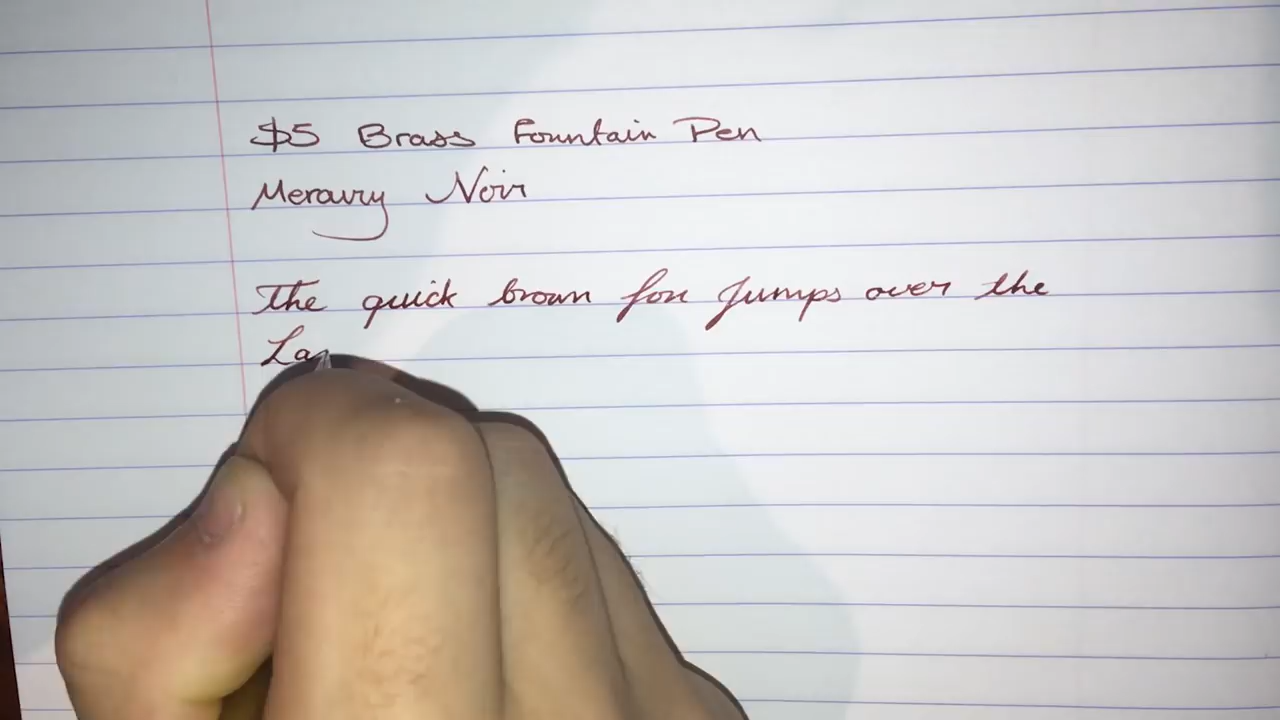 $5 Brass Fountain Pen
Mercury Noir
The quick brown fox Jumps over the
La